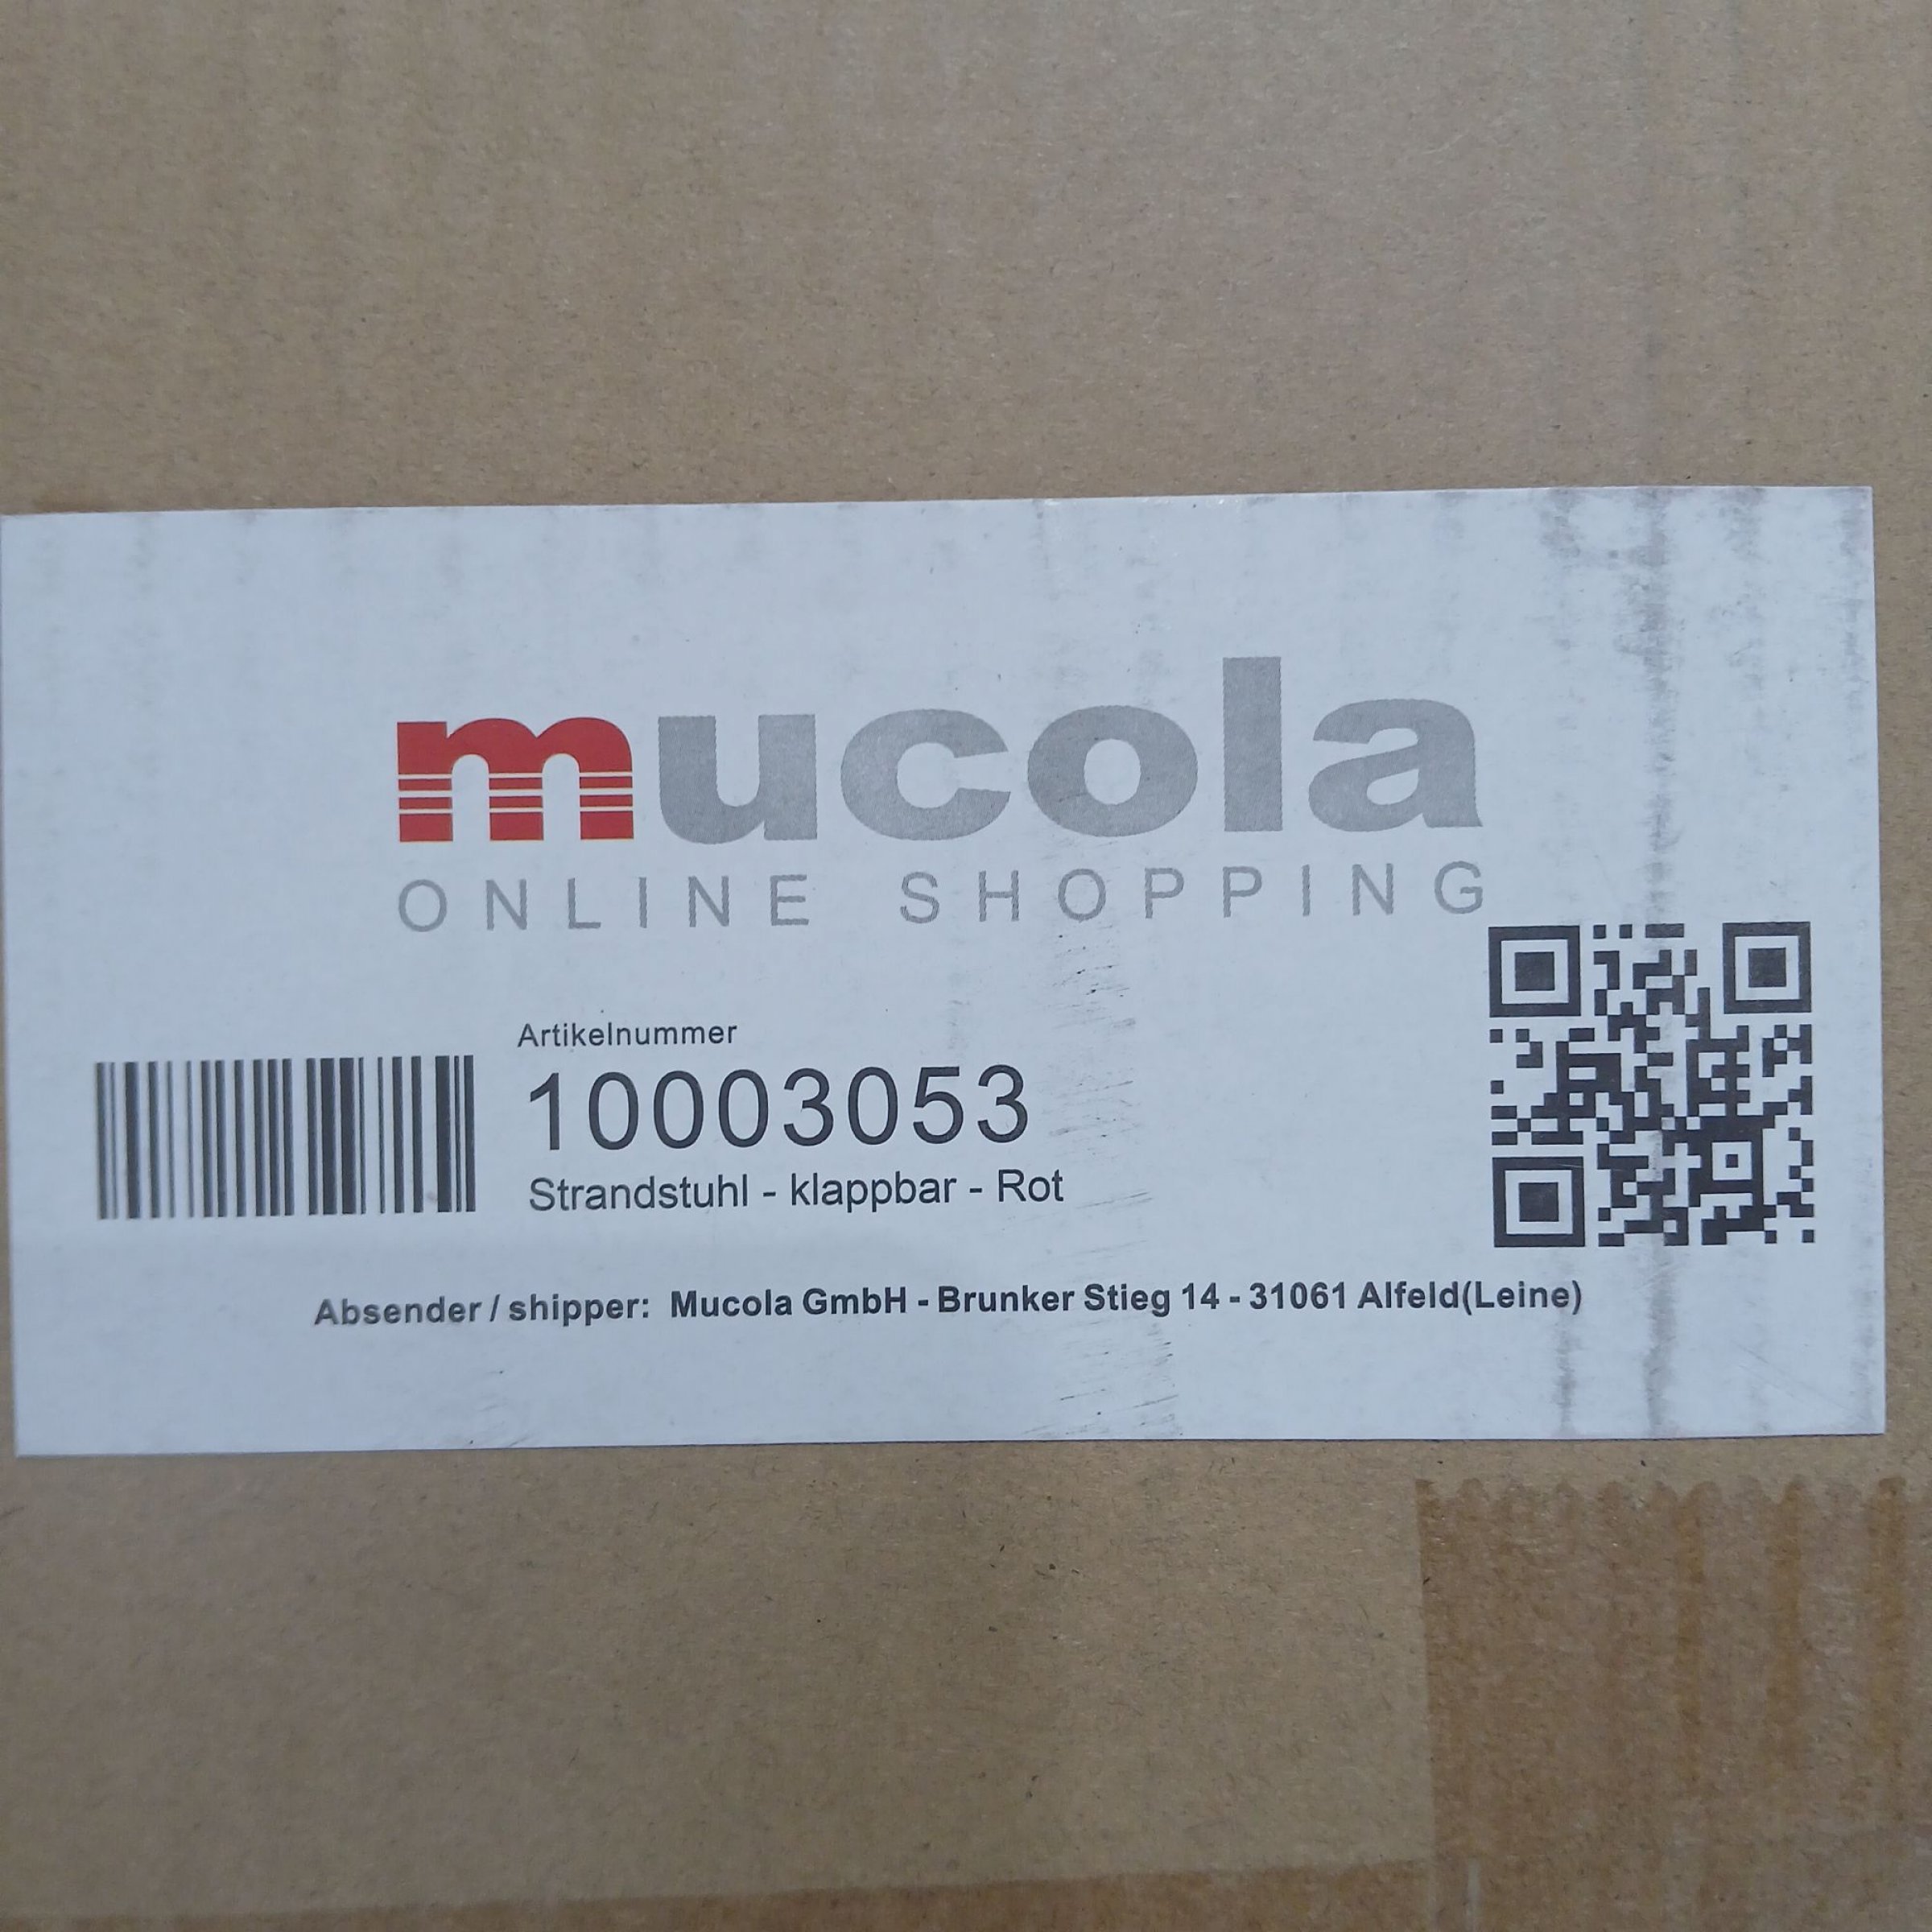 mucola
ONLINE SHOPPING
Artikelnummer
10003053
Strandstuhl - klappbar - Rot
Absender / shipper: Mucola GmbH - Brunker Stieg 14 - 31061 Alfeld(Leine)